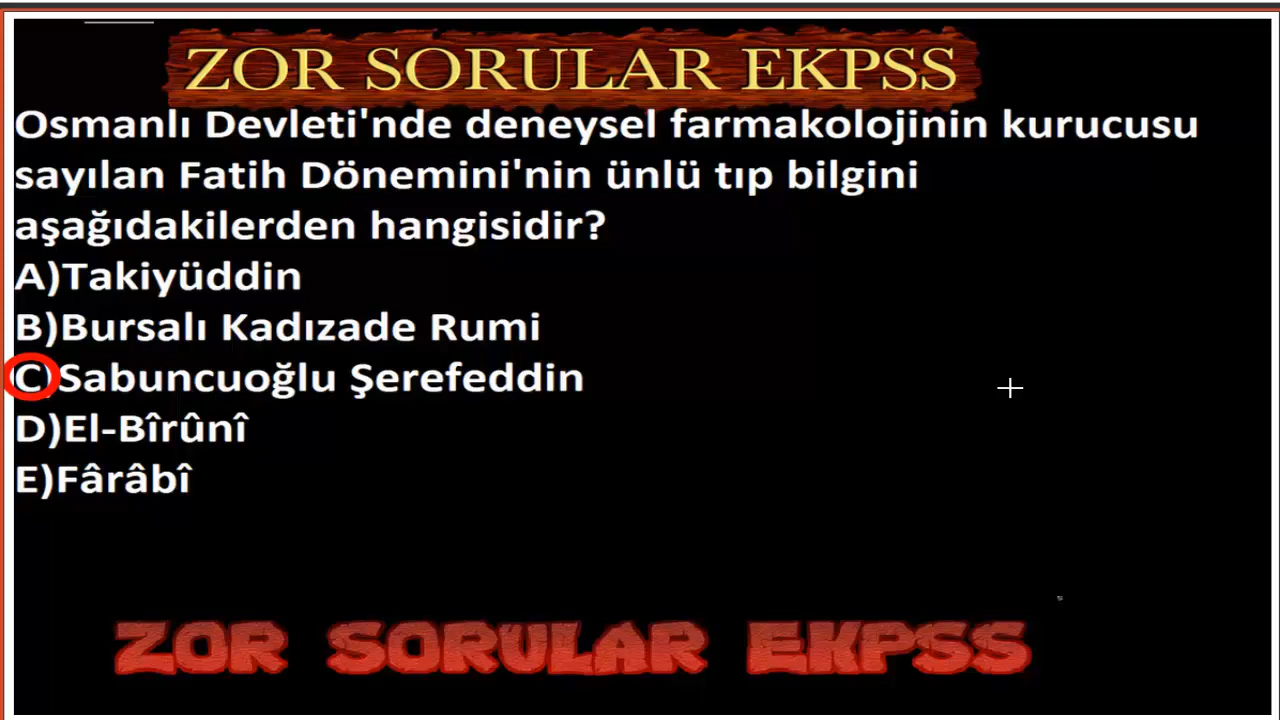 ZOR SORULAR EKPSS
Osmanlı Devleti'nde deneysel farmakolojinin kurucusu
sayılan Fatih Dönemini'nin ünlü tıp bilgini
aşağıdakilerden hangisidir?
A)Takiyüddin
B)Bursalı Kadızade Rumi
C)Sabuncuoğlu Şerefeddin
D)El-Bîrûnî
E)Fârâbî
ZOR SORULAR EKPSS